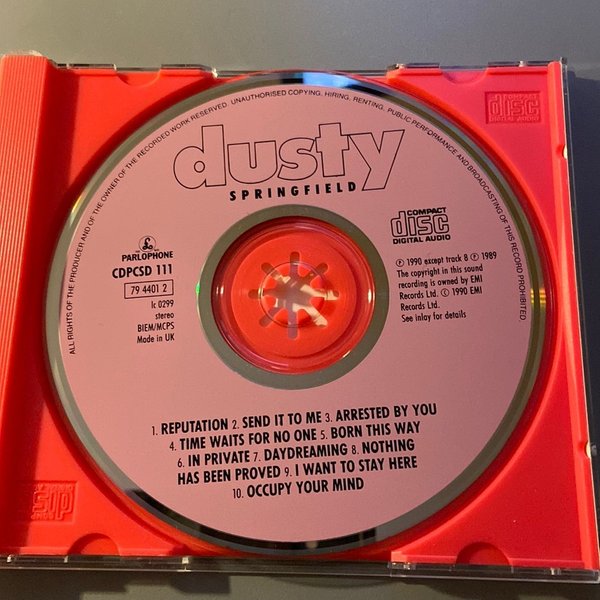 ALL RIGHTS OF THE PRODUCER AND OF THE OWNER OF THE RECORDED WORK RESERVED. UNAUTHORISED COPYING, HIRING, RENTING, PUBLIC PERFORMANCE AND BROADCASTING OF THIS RECORD PROHIBITED.
dusty
SPRINGFIELD
PARLOPHONE
CDPCSD 111
79 4401 2
lc 0299
stereo
BIEM/MCPS
Made in UK
COMPACT
disc
DIGITAL AUDIO
Ⓟ 1990 except track 8 Ⓟ 1989
The copyright in this sound
recording is owned by EMI
Records Ltd. © 1990 EMI
Records Ltd.
See inlay for details
1. REPUTATION 2. SEND IT TO ME 3. ARRESTED BY YOU
4. TIME WAITS FOR NO ONE 5. BORN THIS WAY
6. IN PRIVATE 7. DAYDREAMING 8. NOTHING
HAS BEEN PROVED 9. I WANT TO STAY HERE
10. OCCUPY YOUR MIND
COMPACT
disc
DIGITAL AUDIO
disc